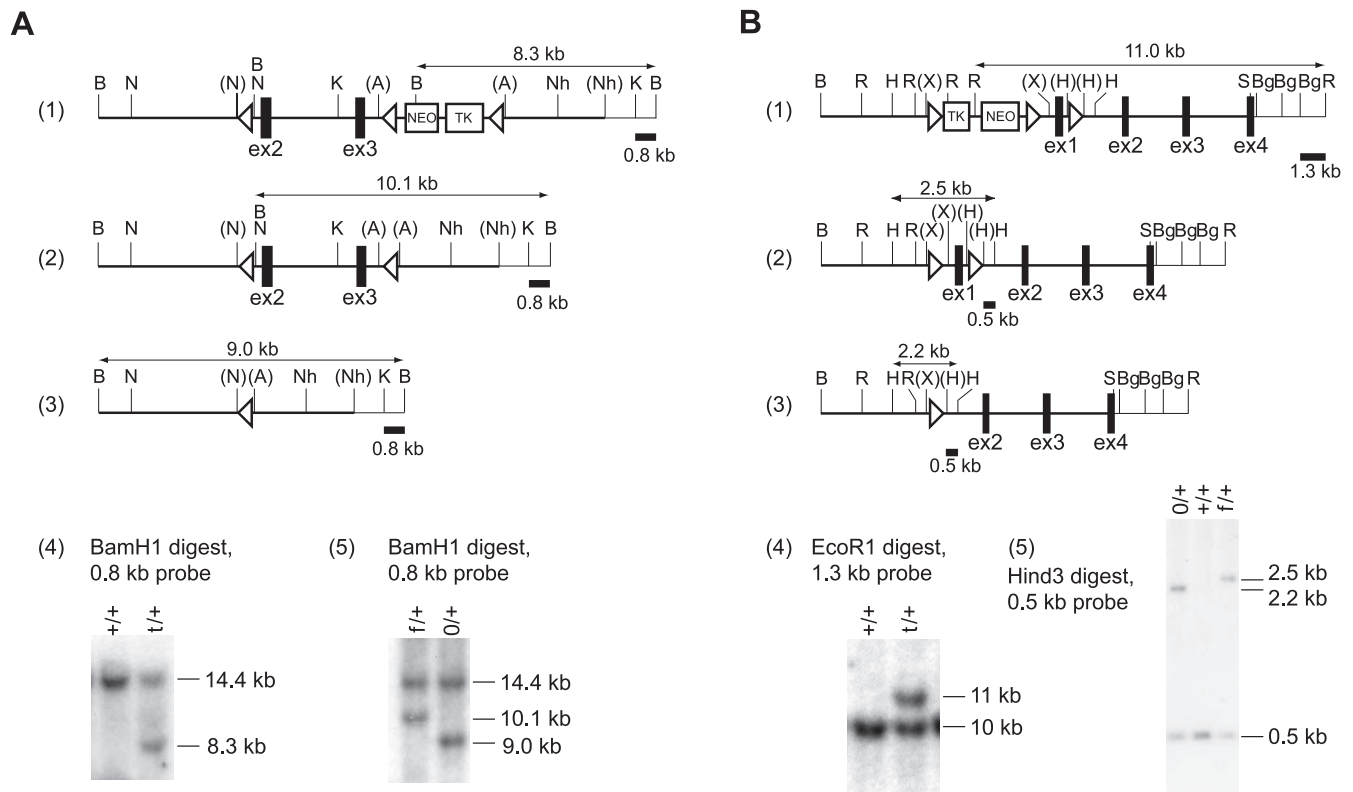 A
8.3 kb
B N (N) B N K (A) B (A) Nh (Nh) K B
(1)
NEO TK
ex2 ex3
0.8 kb
10.1 kb
B N (N) B N K (A) (A) Nh (Nh) K B
(2)
ex2 ex3
0.8 kb
9.0 kb
B N (N) (A) Nh (Nh) K B
(3)
0.8 kb
(4) BamH1 digest,
0.8 kb probe
+/+ t/+
14.4 kb
8.3 kb
(5) BamH1 digest,
0.8 kb probe
f/+ 0/+
14.4 kb
10.1 kb
9.0 kb
B
11.0 kb
B R H R (X) R R (X) (H) (H) H S Bg Bg Bg R
(1)
TK NEO
ex1 ex2 ex3 ex4
1.3 kb
2.5 kb
(X) (H)
B R H R (X) (H) H S Bg Bg Bg R
(2)
ex1 ex2 ex3 ex4
0.5 kb
2.2 kb
B R H R (X) (H) H S Bg Bg Bg R
(3)
ex2 ex3 ex4
0.5 kb
(4) EcoR1 digest,
1.3 kb probe
+/+ t/+
11 kb
10 kb
(5)
Hind3 digest,
0.5 kb probe
0/+ +/+ f/+
2.5 kb
2.2 kb
0.5 kb